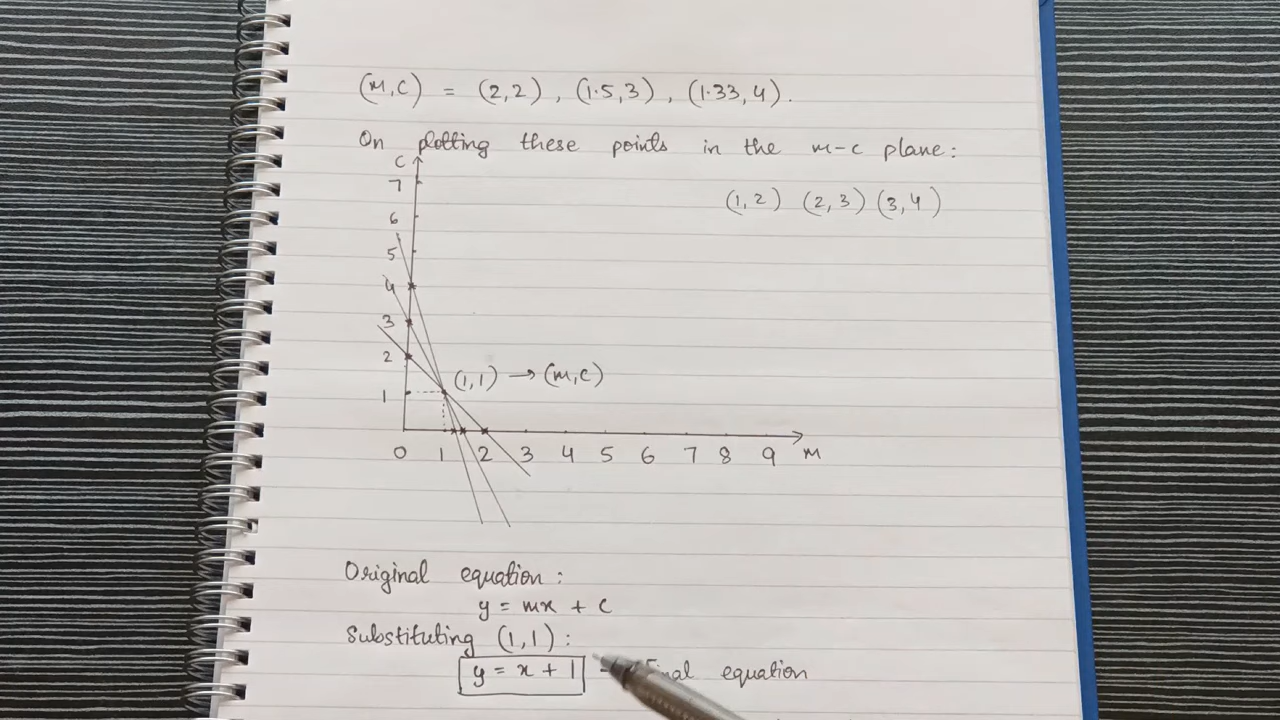 (m,c) = (2,2) , (1.5,3) , (1.33,4).
On plotting these points in the m-c plane:
C
7
(1,2) (2,3) (3,4)
6
5
4
3
2
(1,1) → (m,c)
1
0 1 2 3 4 5 6 7 8 9 m
Original equation:
y = mx + c
Substituting (1,1):
y = x + 1
equation